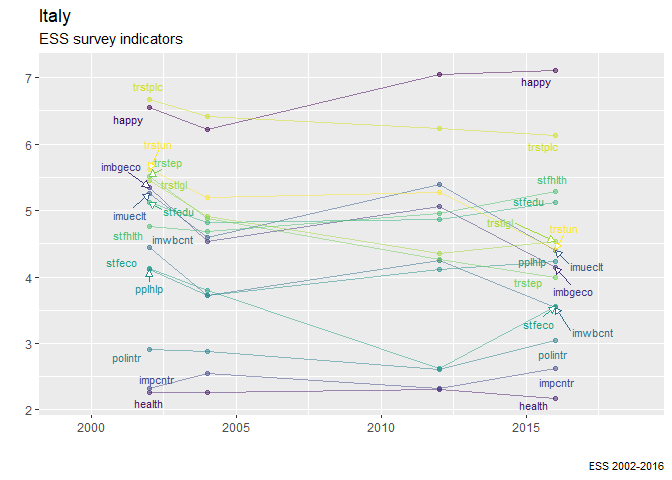 Italy
ESS survey indicators
7
6
5
4
3
2
trstplc
happy
trstun
trstep
imbgeco
trstlgl
imueclt
stfedu
stfhlth
imwbcnt
stfeco
pplhlp
polintr
impcntr
health
happy
trstplc
stfhlth
stfedu
trstlgl
trstun
pplhlp
imueclt
trstep
imbgeco
stfeco
imwbcnt
polintr
impcntr
health
2000
2005
2010
2015
ESS 2002-2016